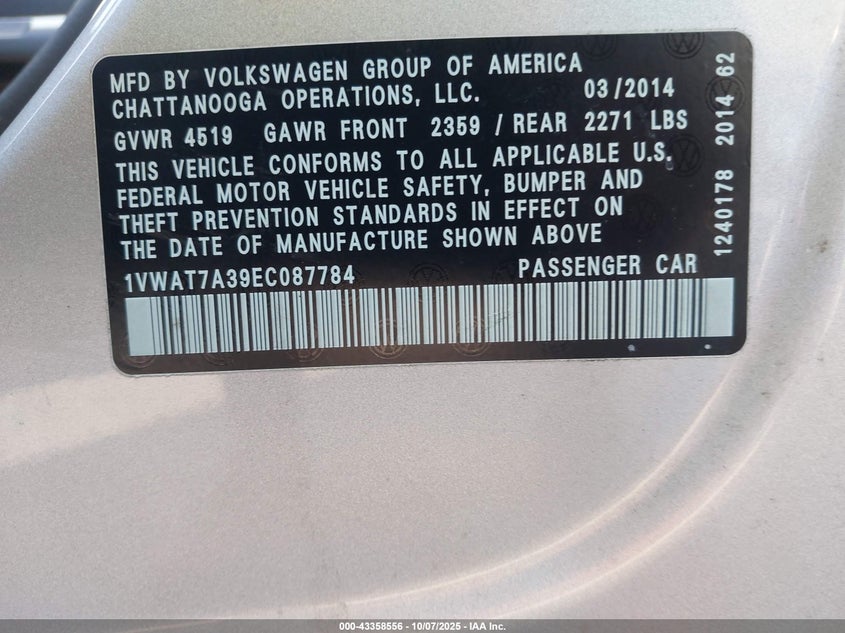 MFD BY VOLKSWAGEN GROUP OF AMERICA
CHATTANOOGA OPERATIONS, LLC. 03/2014
GVWR 4519 GAWR FRONT 2359 / REAR 2271 LBS
THIS VEHICLE CONFORMS TO ALL APPLICABLE U.S.
FEDERAL MOTOR VEHICLE SAFETY, BUMPER AND
THEFT PREVENTION STANDARDS IN EFFECT ON
THE DATE OF MANUFACTURE SHOWN ABOVE
1VWAT7A39EC087784 PASSENGER CAR
1240178 2014 62
000-43358556 - 10/07/2025 - IAA Inc.